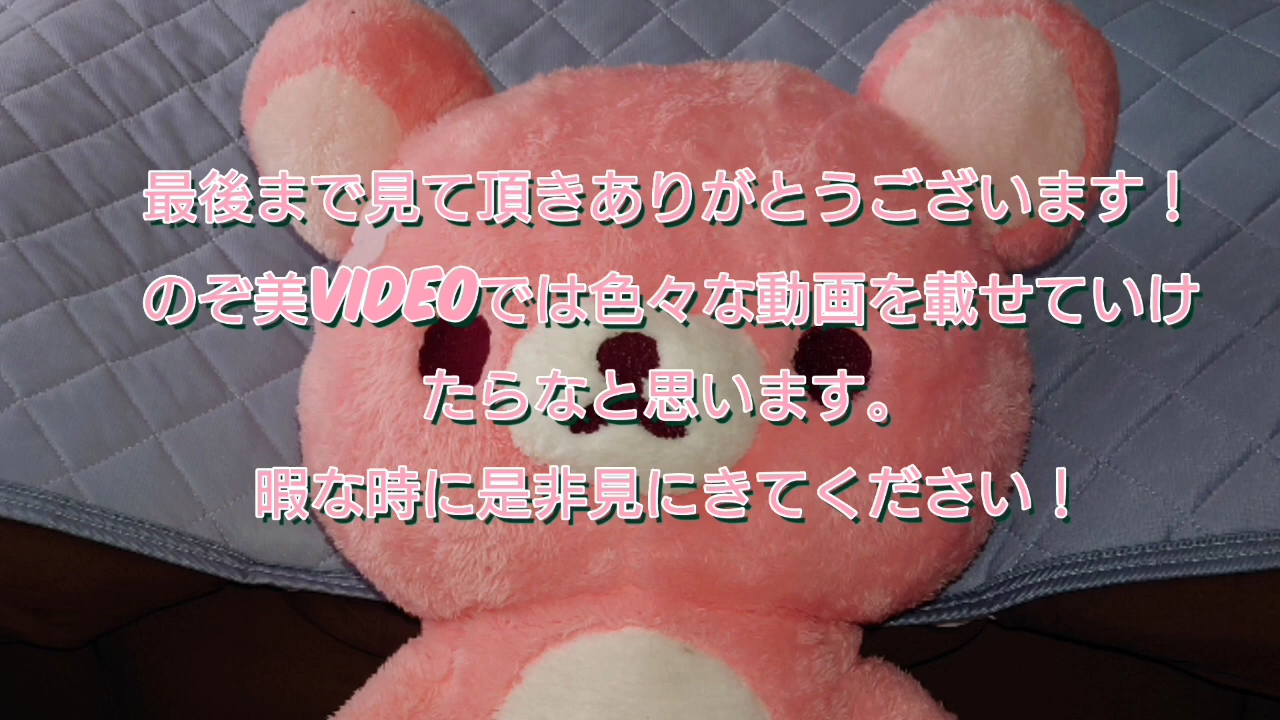 最後まで見て頂きありがとうございます！
のぞ美VIDEOでは色々な動画を載せていけ
たらなと思います。
暇な時に是非見にきてください！